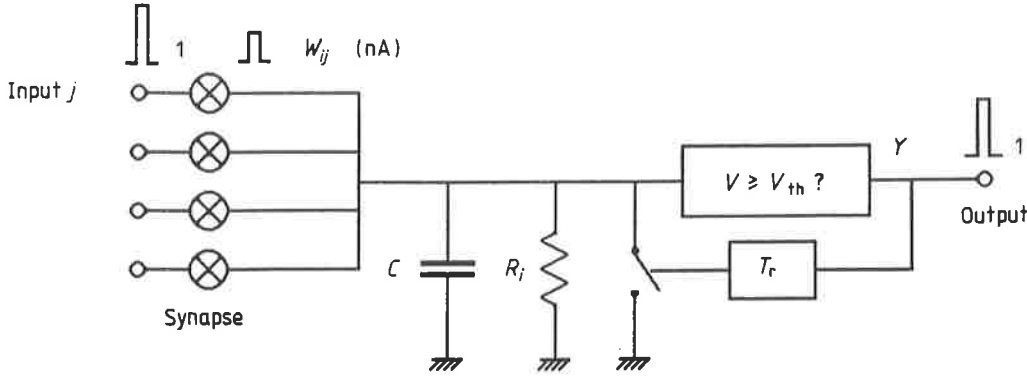 1
W_ij (nA)
Input j
Y
1
V ≥ V_th ?
Output
C
R_i
T_r
Synapse